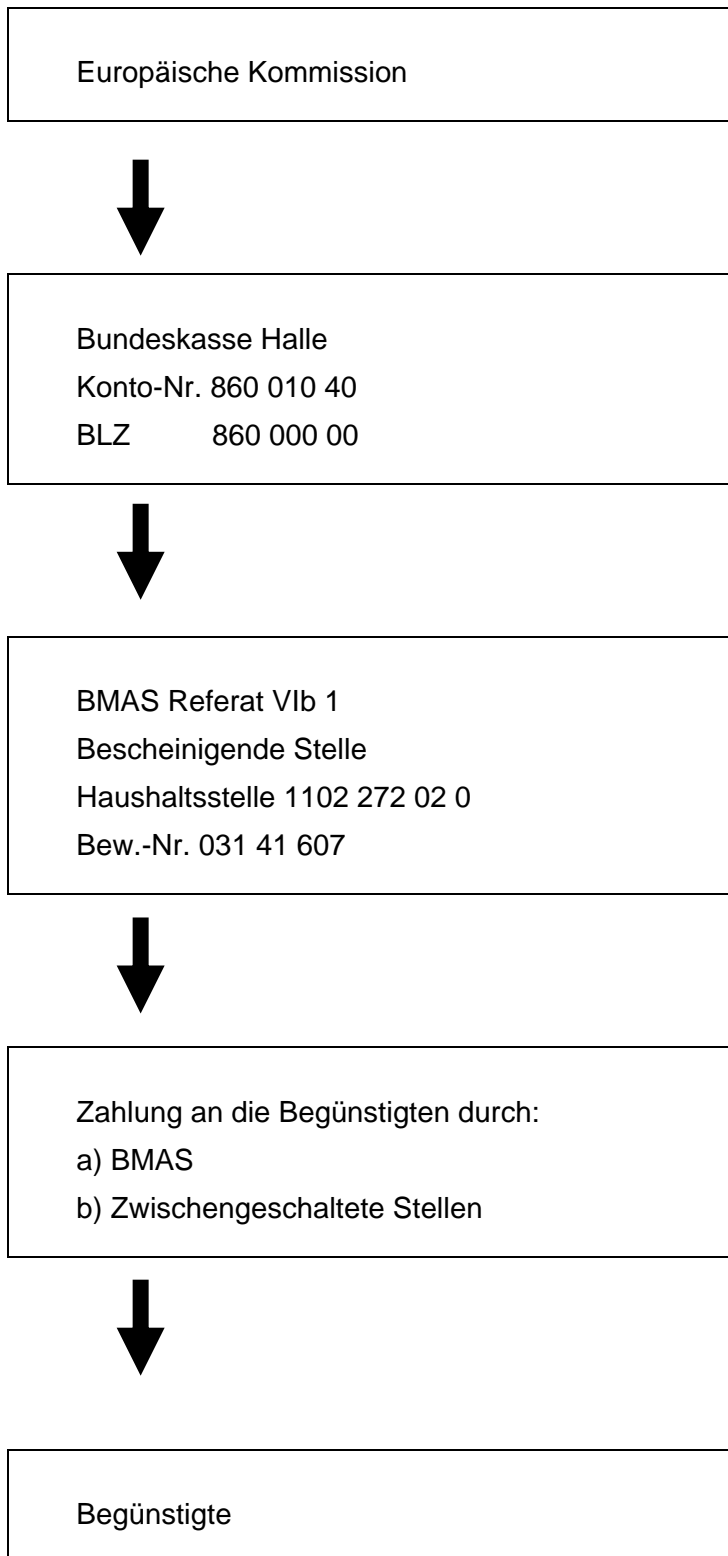 Europäische Kommission
Bundeskasse Halle
Konto-Nr. 860 010 40
BLZ 860 000 00
BMAS Referat VIb 1
Bescheinigende Stelle
Haushaltsstelle 1102 272 02 0
Bew.-Nr. 031 41 607
Zahlung an die Begünstigten durch:
a) BMAS
b) Zwischengeschaltete Stellen
Begünstigte